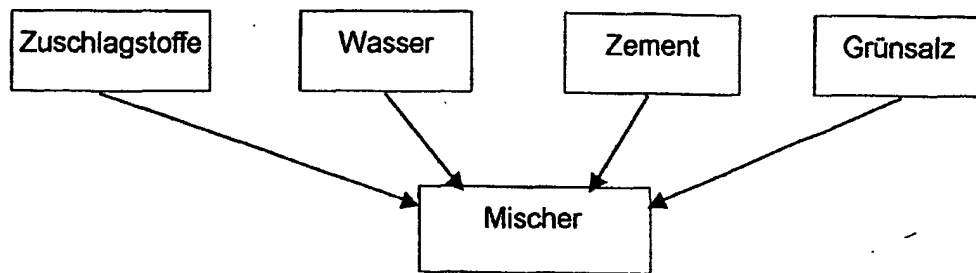 Zuschlagstoffe
Wasser
Zement
Grünsalz
Mischer